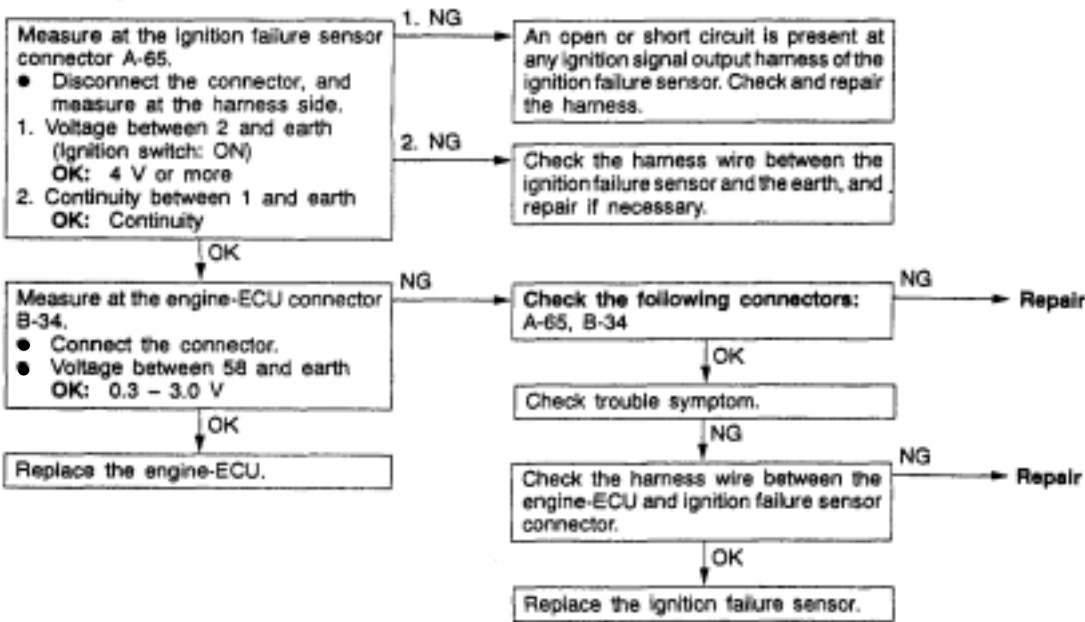 Measure at the ignition failure sensor
connector A-65.
● Disconnect the connector, and
measure at the harness side.
1. Voltage between 2 and earth
(Ignition switch: ON)
OK: 4 V or more
2. Continuity between 1 and earth
OK: Continuity
1. NG
An open or short circuit is present at
any ignition signal output harness of the
ignition failure sensor. Check and repair
the harness.
2. NG
Check the harness wire between the
ignition failure sensor and the earth, and
repair if necessary.
OK
Measure at the engine-ECU connector
B-34.
● Connect the connector.
● Voltage between 58 and earth
OK: 0.3 – 3.0 V
NG
Check the following connectors:
A-65, B-34
NG
Repair
OK
Replace the engine-ECU.
OK
Check trouble symptom.
NG
Check the harness wire between the
engine-ECU and ignition failure sensor
connector.
NG
Repair
OK
Replace the ignition failure sensor.